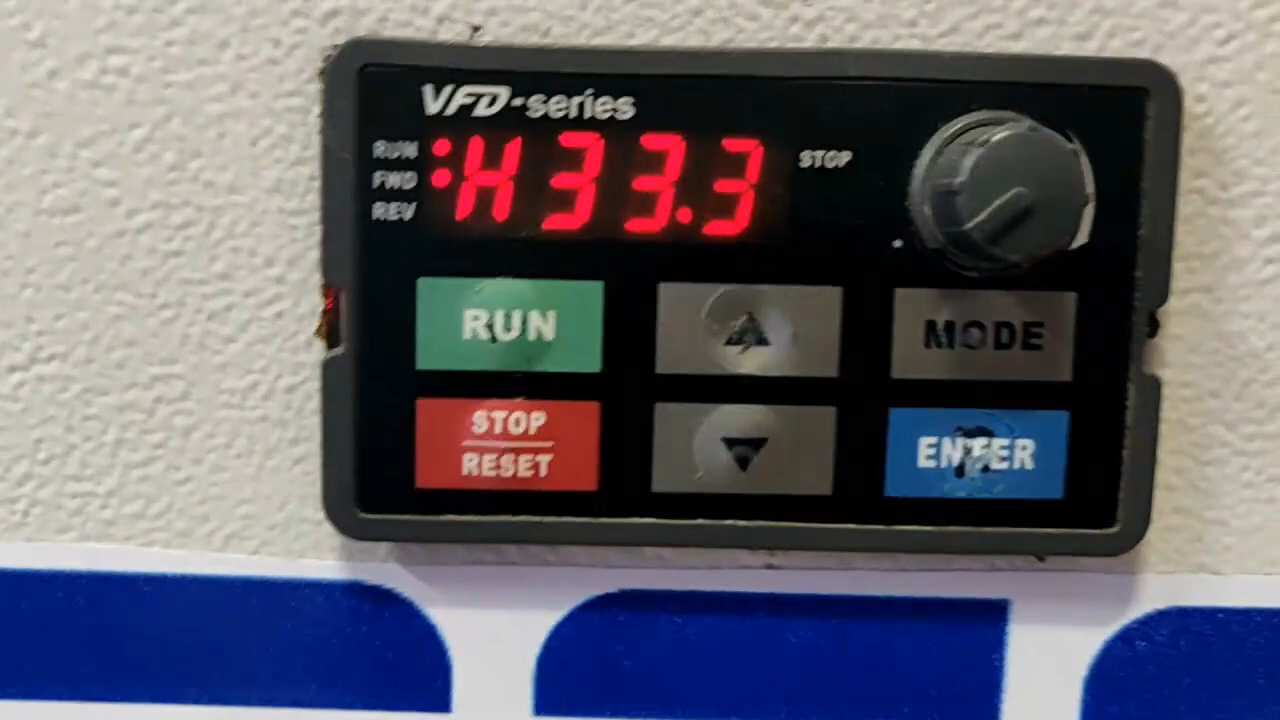 VFD-series
RUN
FWD
REV
H33.3
STOP
RUN
MODE
STOP
RESET
ENTER